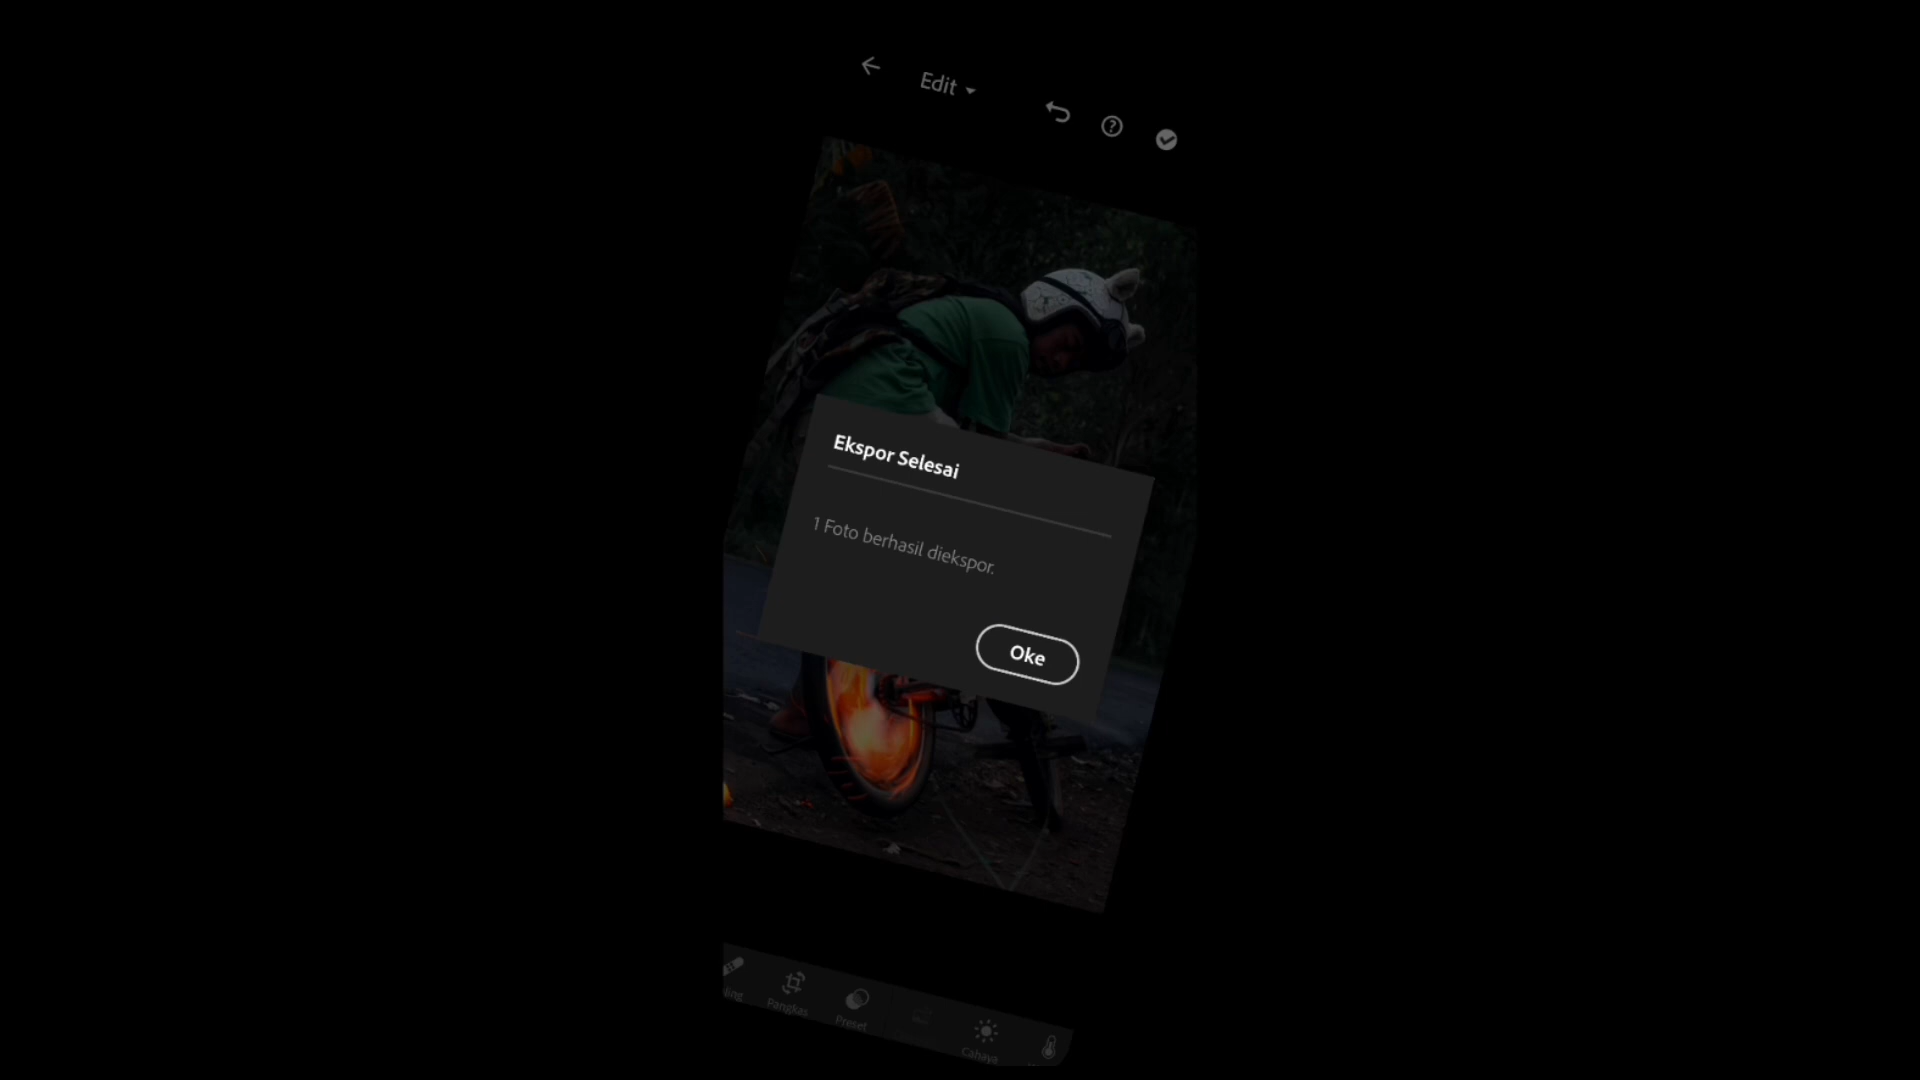 Edit
Ekspor Selesai
1 Foto berhasil diekspor.
Oke
Pangkas
Preset
Cahaya